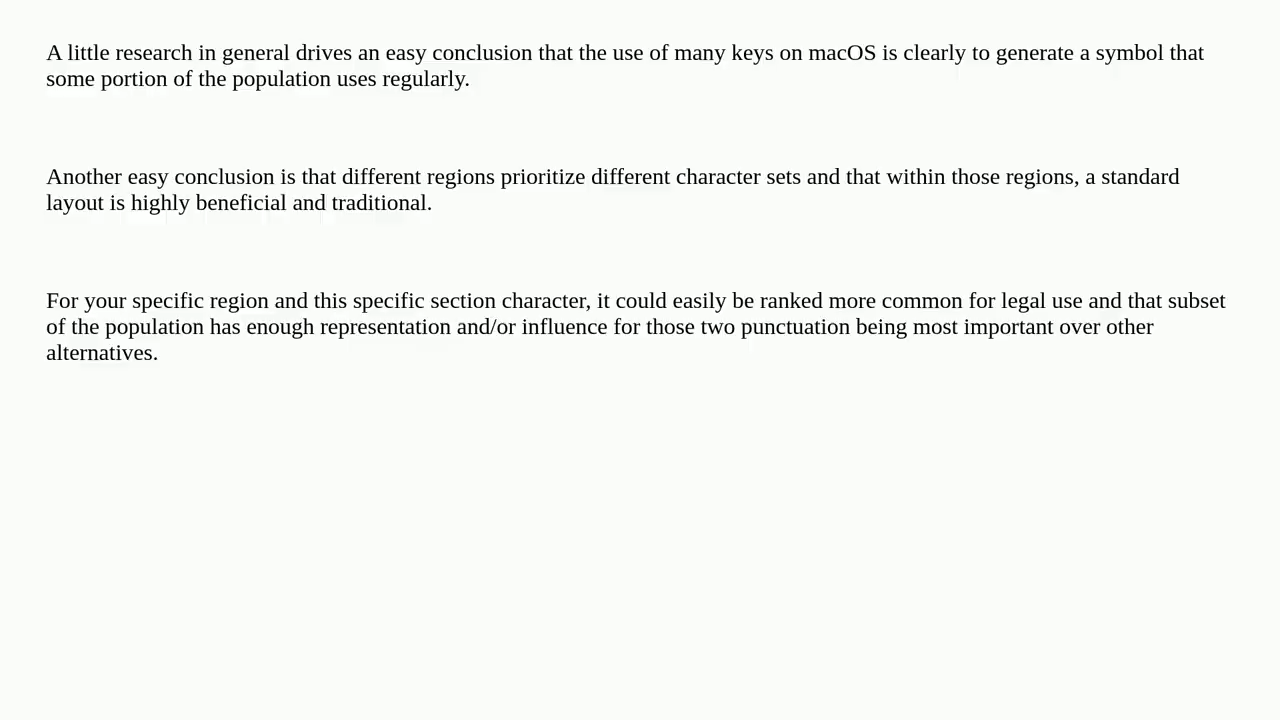 A little research in general drives an easy conclusion that the use of many keys on macOS is clearly to generate a symbol that
some portion of the population uses regularly.
Another easy conclusion is that different regions prioritize different character sets and that within those regions, a standard
layout is highly beneficial and traditional.
For your specific region and this specific section character, it could easily be ranked more common for legal use and that subset
of the population has enough representation and/or influence for those two punctuation being most important over other
alternatives.